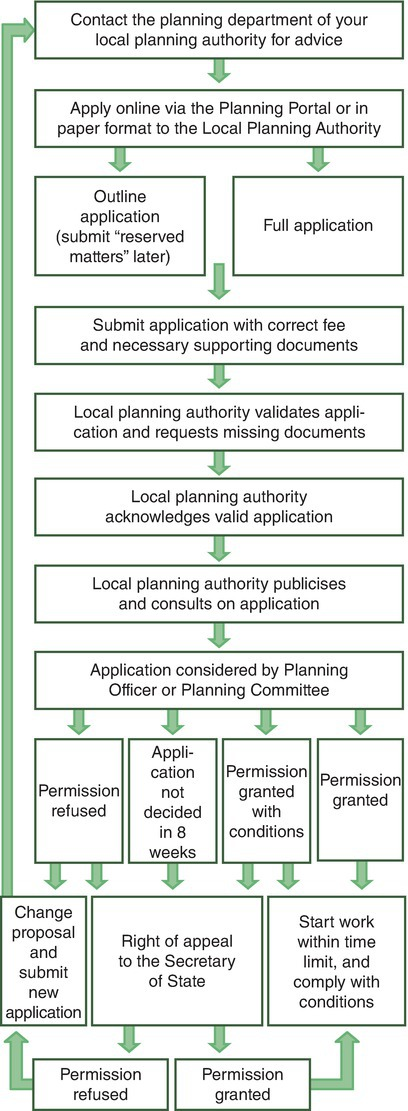 Contact the planning department of your
local planning authority for advice
Apply online via the Planning Portal or in
paper format to the Local Planning Authority
Outline
application
(submit “reserved
matters” later)
Full application
Submit application with correct fee
and necessary supporting documents
Local planning authority validates appli-
cation and requests missing documents
Local planning authority
acknowledges valid application
Local planning authority publicises
and consults on application
Application considered by Planning
Officer or Planning Committee
Permission
refused
Appli-
cation
not
decided
in 8
weeks
Permission
granted
with
conditions
Permission
granted
Change
proposal
and
submit
new
application
Right of appeal
to the Secretary
of State
Start work
within time
limit, and
comply with
conditions
Permission
refused
Permission
granted